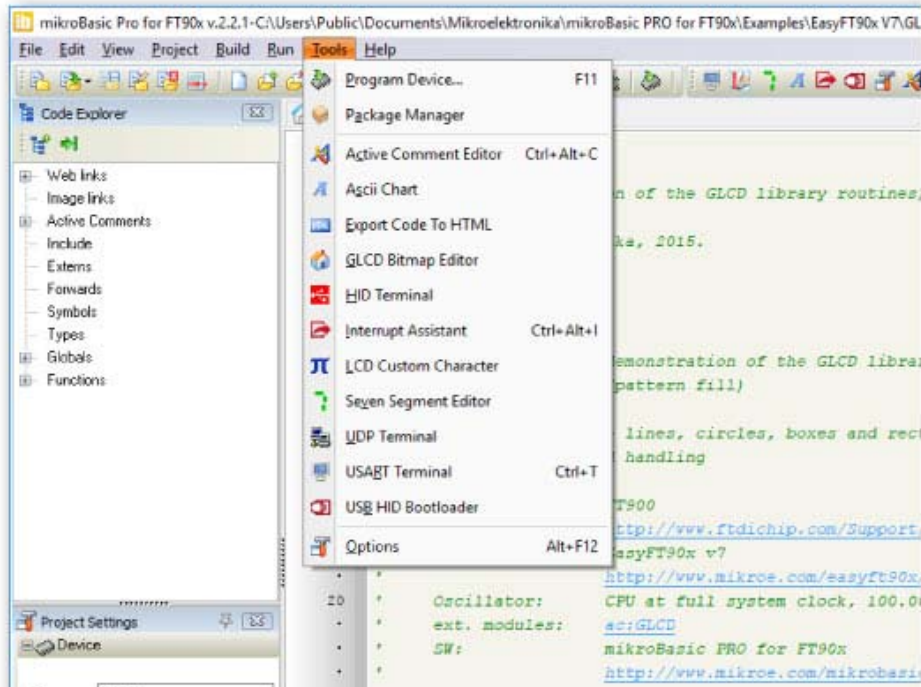 mikroBasic Pro for FT90x v.2.2.1-C:\Users\Public\Documents\Mikroelektronika\mikroBasic PRO for FT90x\Examples\EasyFT90x V7\GL
File Edit View Project Build Run Tools Help
Code Explorer
Web links
Image links
Active Comments
Include
Externs
Forwards
Symbols
Types
Globals
Functions
Project Settings
Device
Program Device... F11
Package Manager
Active Comment Editor Ctrl+Alt+C
Ascii Chart
Export Code To HTML
GLCD Bitmap Editor
HID Terminal
Interrupt Assistant Ctrl+Alt+I
LCD Custom Character
Seven Segment Editor
UDP Terminal
USART Terminal Ctrl+T
USB HID Bootloader
Options Alt+F12
n of the GLCD library routines;
ka, 2015.
emonstration of the GLCD librar
pattern fill)
lines, circles, boxes and rect
handling
T900
ttp://www.ftdichip.com/Support/
asyFT90x v7
http://www.mikroe.com/easyft90x/
20 ' Oscillator: CPU at full system clock, 100.00
' ext. modules: ac:GLCD
' SW: mikroBasic PRO for FT90x
' http://www.mikroe.com/mikrobasic